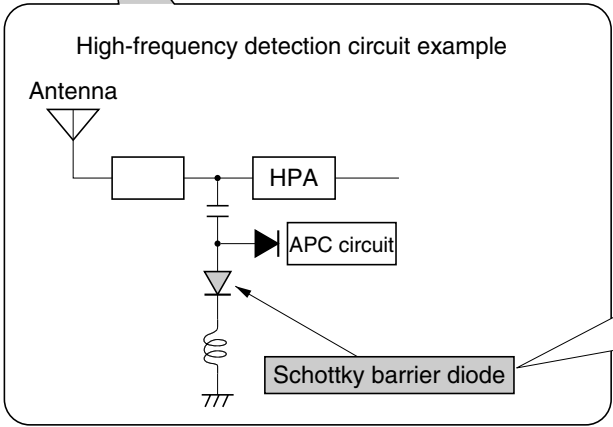 High-frequency detection circuit example
Antenna
HPA
APC circuit
Schottky barrier diode